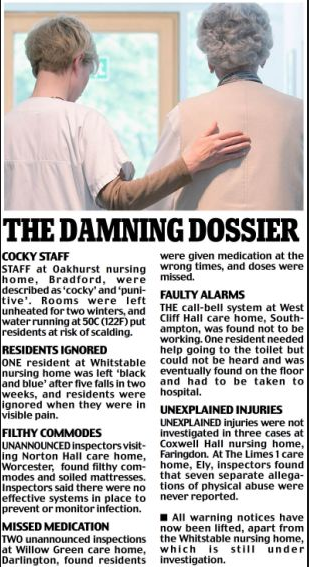 THE DAMNING DOSSIER
COCKY STAFF
STAFF at Oakhurst nursing
home, Bradford, were
described as 'cocky' and 'puni-
tive'. Rooms were left
unheated for two winters, and
water running at 50C (122F) put
residents at risk of scalding.
RESIDENTS IGNORED
ONE resident at Whitstable
nursing home was left 'black
and blue' after five falls in two
weeks, and residents were
ignored when they were in
visible pain.
FILTHY COMMODES
UNANNOUNCED inspectors visit-
ing Norton Hall care home,
Worcester, found filthy com-
modes and soiled mattresses.
Inspectors said there were no
effective systems in place to
prevent or monitor infection.
MISSED MEDICATION
TWO unannounced inspections
at Willow Green care home,
Darlington, found residents
were given medication at the
wrong times, and doses were
missed.
FAULTY ALARMS
THE call-bell system at West
Cliff Hall care home, South-
ampton, was found not to be
working. One resident needed
help going to the toilet but
could not be heard and was
eventually found on the floor
and had to be taken to
hospital.
UNEXPLAINED INJURIES
UNEXPLAINED injuries were not
investigated in three cases at
Coxwell Hall nursing home,
Faringdon. At The Limes 1 care
home, Ely, inspectors found
that seven separate allega-
tions of physical abuse were
never reported.
■ All warning notices have
now been lifted, apart from
the Whitstable nursing home,
which is still under
investigation.